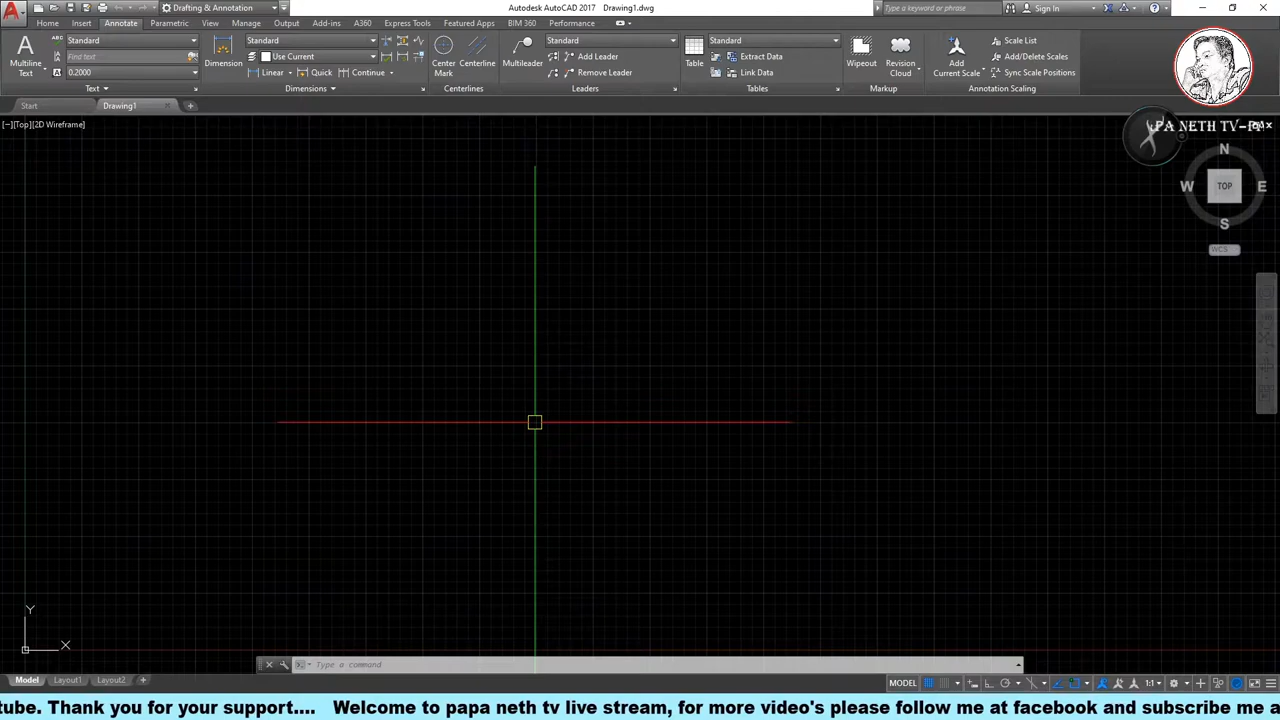 A Drafting & Annotation Autodesk AutoCAD 2017 Drawing1.dwg Type a keyword or phrase Sign In
Home Insert Annotate Parametric View Manage Output Add-ins A360 Express Tools Featured Apps BIM 360 Performance
A Multiline Text
ABC Standard
Find text
0.2000
Text
Dimension
Standard
Use Current
Linear Quick Continue
Dimensions
Center Mark
Centerline
Centerlines
Multileader
Standard
Add Leader
Remove Leader
Leaders
Table
Standard
Extract Data
Link Data
Tables
Wipeout
Revision Cloud
Markup
Add Current Scale
Scale List
Add/Delete Scales
Sync Scale Positions
Annotation Scaling
Start Drawing1
[−][Top][2D Wireframe]
PA NETH TV
N
W TOP E
S
WCS
Y
X
Type a command
Model Layout1 Layout2 MODEL 1:1
tube. Thank you for your support.... Welcome to papa neth tv live stream, for more video's please follow me at facebook and subscribe me a